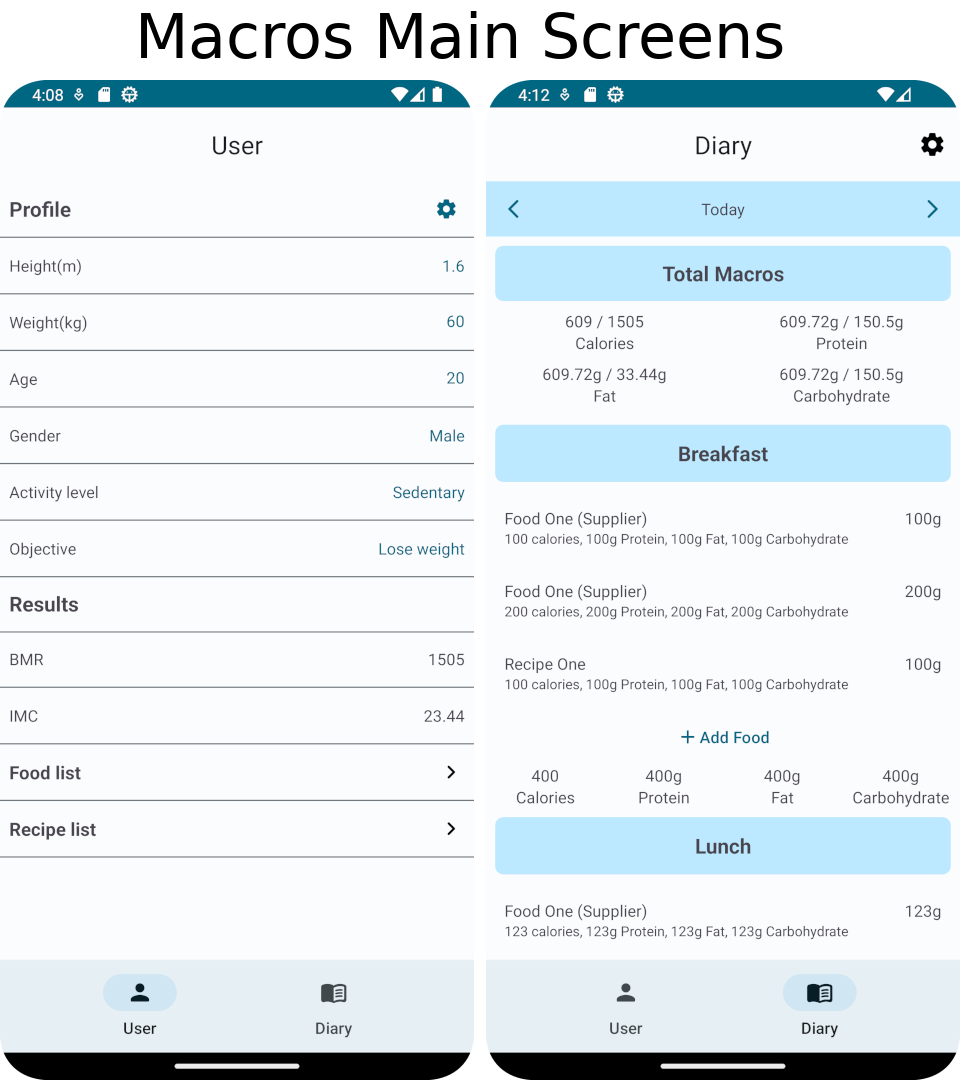 Macros Main Screens
4:08
User
Profile
Height(m) 1.6
Weight(kg) 60
Age 20
Gender Male
Activity level Sedentary
Objective Lose weight
Results
BMR 1505
IMC 23.44
Food list
Recipe list
User Diary
4:12
Diary
Today
Total Macros
609 / 1505 609.72g / 150.5g
Calories Protein
609.72g / 33.44g 609.72g / 150.5g
Fat Carbohydrate
Breakfast
Food One (Supplier) 100g
100 calories, 100g Protein, 100g Fat, 100g Carbohydrate
Food One (Supplier) 200g
200 calories, 200g Protein, 200g Fat, 200g Carbohydrate
Recipe One 100g
100 calories, 100g Protein, 100g Fat, 100g Carbohydrate
+ Add Food
400 400g 400g 400g
Calories Protein Fat Carbohydrate
Lunch
Food One (Supplier) 123g
123 calories, 123g Protein, 123g Fat, 123g Carbohydrate
User Diary